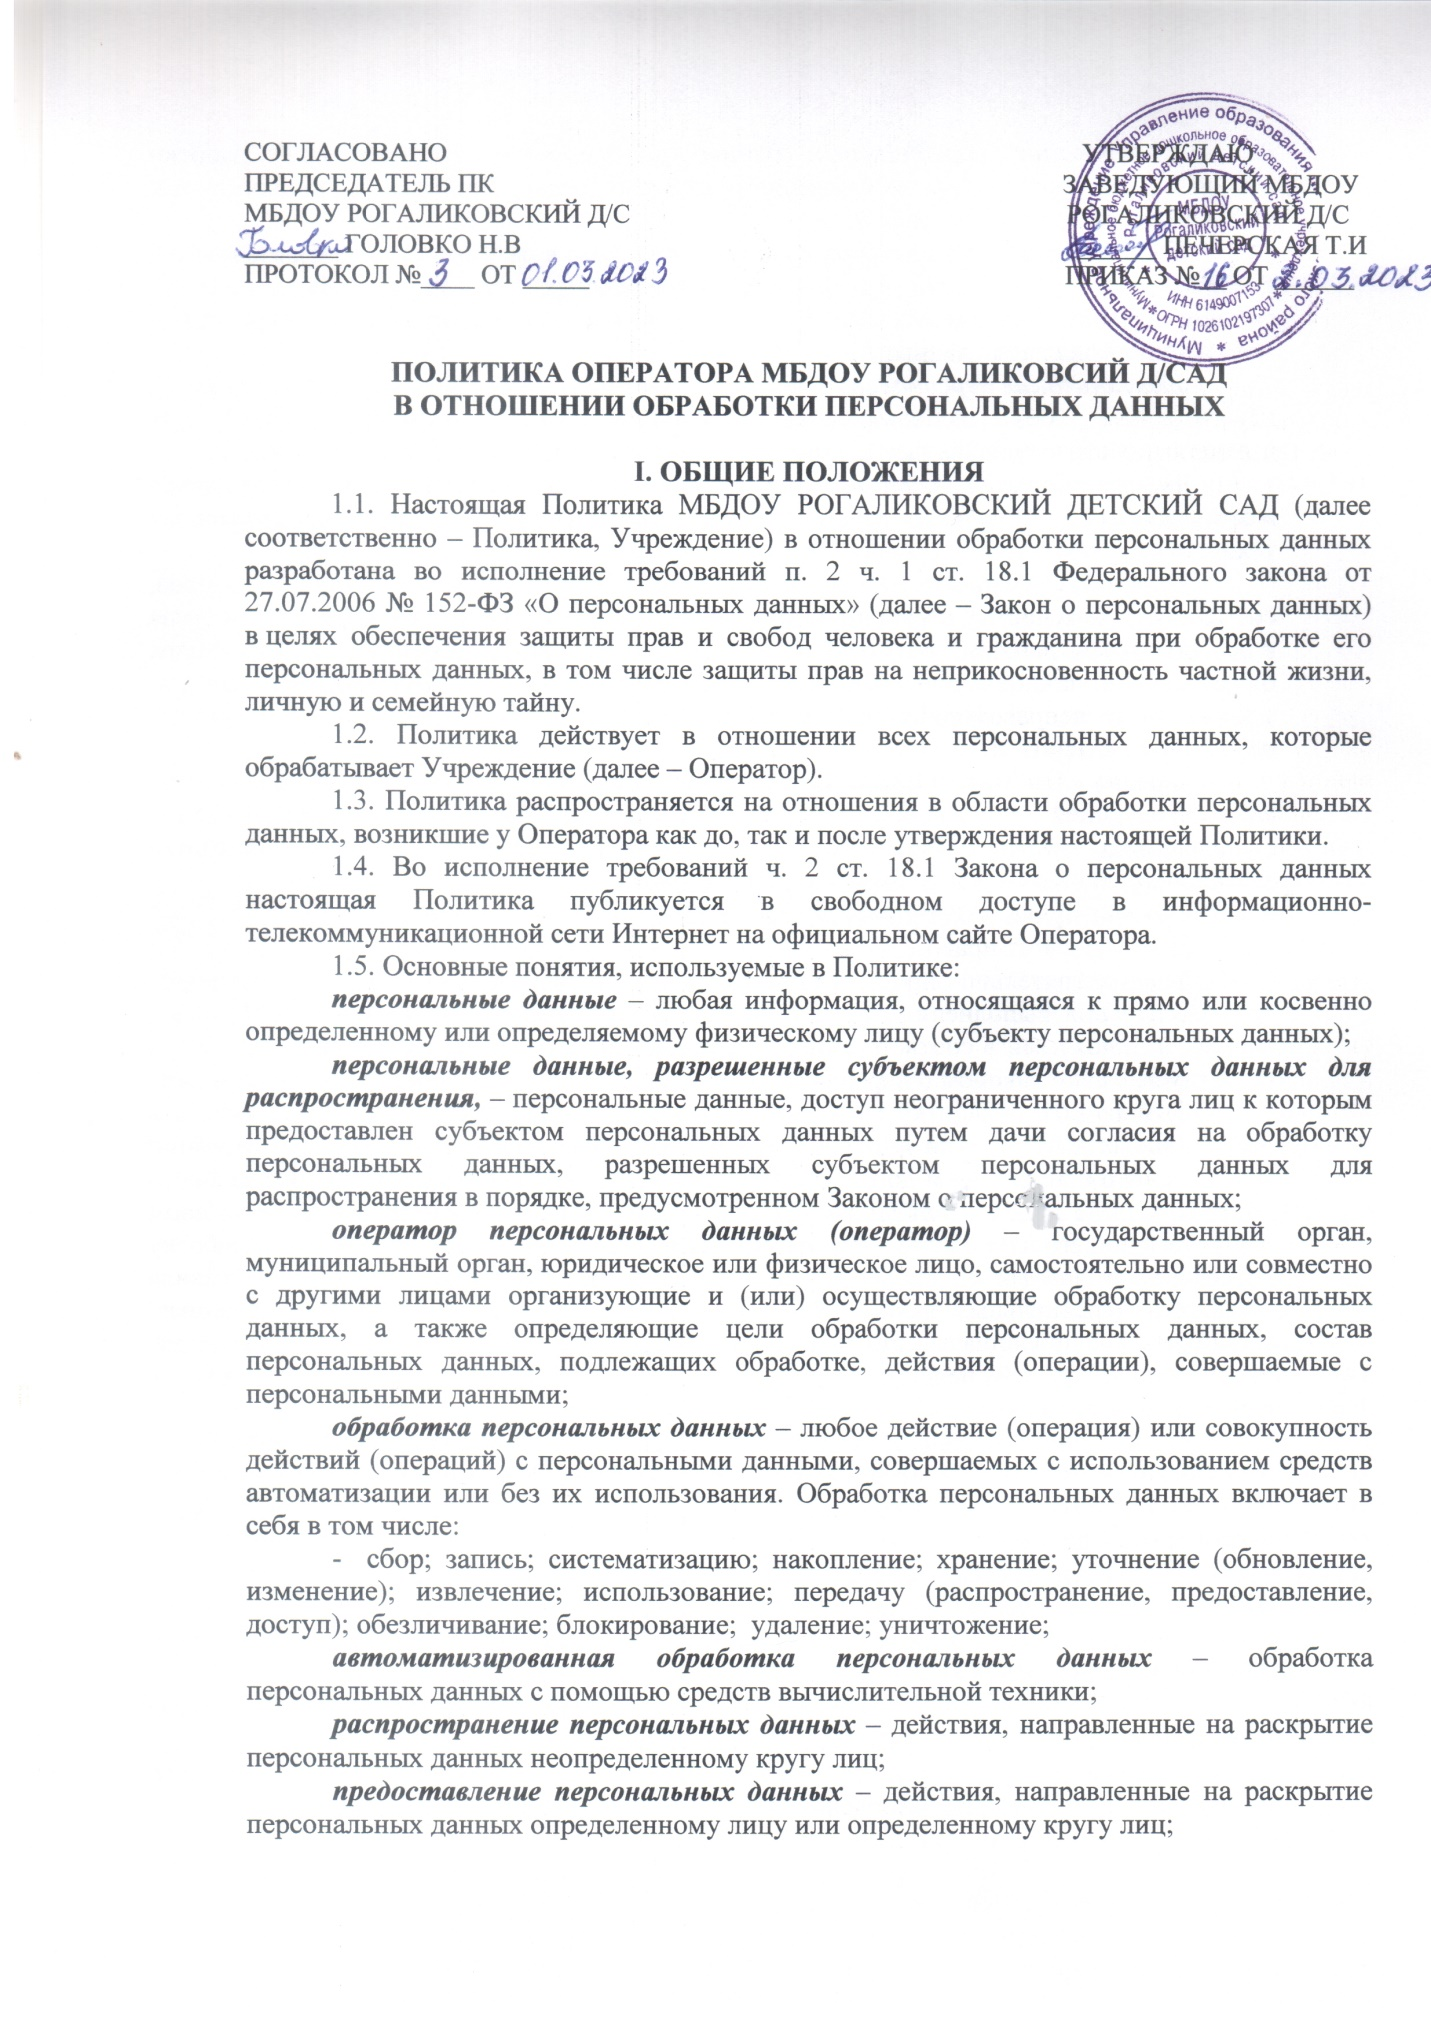 СОГЛАСОВАНО
ПРЕДСЕДАТЕЛЬ ПК
МБДОУ РОГАЛИКОВСКИЙ Д/С
ГОЛОВКО Н.В
ПРОТОКОЛ № 3 ОТ 01.03.2023
УТВЕРЖДАЮ
ЗАВЕДУЮЩИЙ МБДОУ
РОГАЛИКОВСКИЙ Д/С
ПЕЧЕРСКАЯ Т.И
ПРИКАЗ № 16 ОТ .03.2023
МБДОУ
Рогаликовский
детский сад
ИНН 6149007153
ОГРН 1026102197307
ПОЛИТИКА ОПЕРАТОРА МБДОУ РОГАЛИКОВСИЙ Д/САД
В ОТНОШЕНИИ ОБРАБОТКИ ПЕРСОНАЛЬНЫХ ДАННЫХ
I. ОБЩИЕ ПОЛОЖЕНИЯ
1.1. Настоящая Политика МБДОУ РОГАЛИКОВСКИЙ ДЕТСКИЙ САД (далее
соответственно – Политика, Учреждение) в отношении обработки персональных данных
разработана во исполнение требований п. 2 ч. 1 ст. 18.1 Федерального закона от
27.07.2006 № 152-ФЗ «О персональных данных» (далее – Закон о персональных данных)
в целях обеспечения защиты прав и свобод человека и гражданина при обработке его
персональных данных, в том числе защиты прав на неприкосновенность частной жизни,
личную и семейную тайну.
1.2. Политика действует в отношении всех персональных данных, которые
обрабатывает Учреждение (далее – Оператор).
1.3. Политика распространяется на отношения в области обработки персональных
данных, возникшие у Оператора как до, так и после утверждения настоящей Политики.
1.4. Во исполнение требований ч. 2 ст. 18.1 Закона о персональных данных
настоящая Политика публикуется в свободном доступе в информационно-
телекоммуникационной сети Интернет на официальном сайте Оператора.
1.5. Основные понятия, используемые в Политике:
персональные данные – любая информация, относящаяся к прямо или косвенно
определенному или определяемому физическому лицу (субъекту персональных данных);
персональные данные, разрешенные субъектом персональных данных для
распространения, – персональные данные, доступ неограниченного круга лиц к которым
предоставлен субъектом персональных данных путем дачи согласия на обработку
персональных данных, разрешенных субъектом персональных данных для
распространения в порядке, предусмотренном Законом о персональных данных;
оператор персональных данных (оператор) – государственный орган,
муниципальный орган, юридическое или физическое лицо, самостоятельно или совместно
с другими лицами организующие и (или) осуществляющие обработку персональных
данных, а также определяющие цели обработки персональных данных, состав
персональных данных, подлежащих обработке, действия (операции), совершаемые с
персональными данными;
обработка персональных данных – любое действие (операция) или совокупность
действий (операций) с персональными данными, совершаемых с использованием средств
автоматизации или без их использования. Обработка персональных данных включает в
себя в том числе:
- сбор; запись; систематизацию; накопление; хранение; уточнение (обновление,
изменение); извлечение; использование; передачу (распространение, предоставление,
доступ); обезличивание; блокирование; удаление; уничтожение;
автоматизированная обработка персональных данных – обработка
персональных данных с помощью средств вычислительной техники;
распространение персональных данных – действия, направленные на раскрытие
персональных данных неопределенному кругу лиц;
предоставление персональных данных – действия, направленные на раскрытие
персональных данных определенному лицу или определенному кругу лиц;